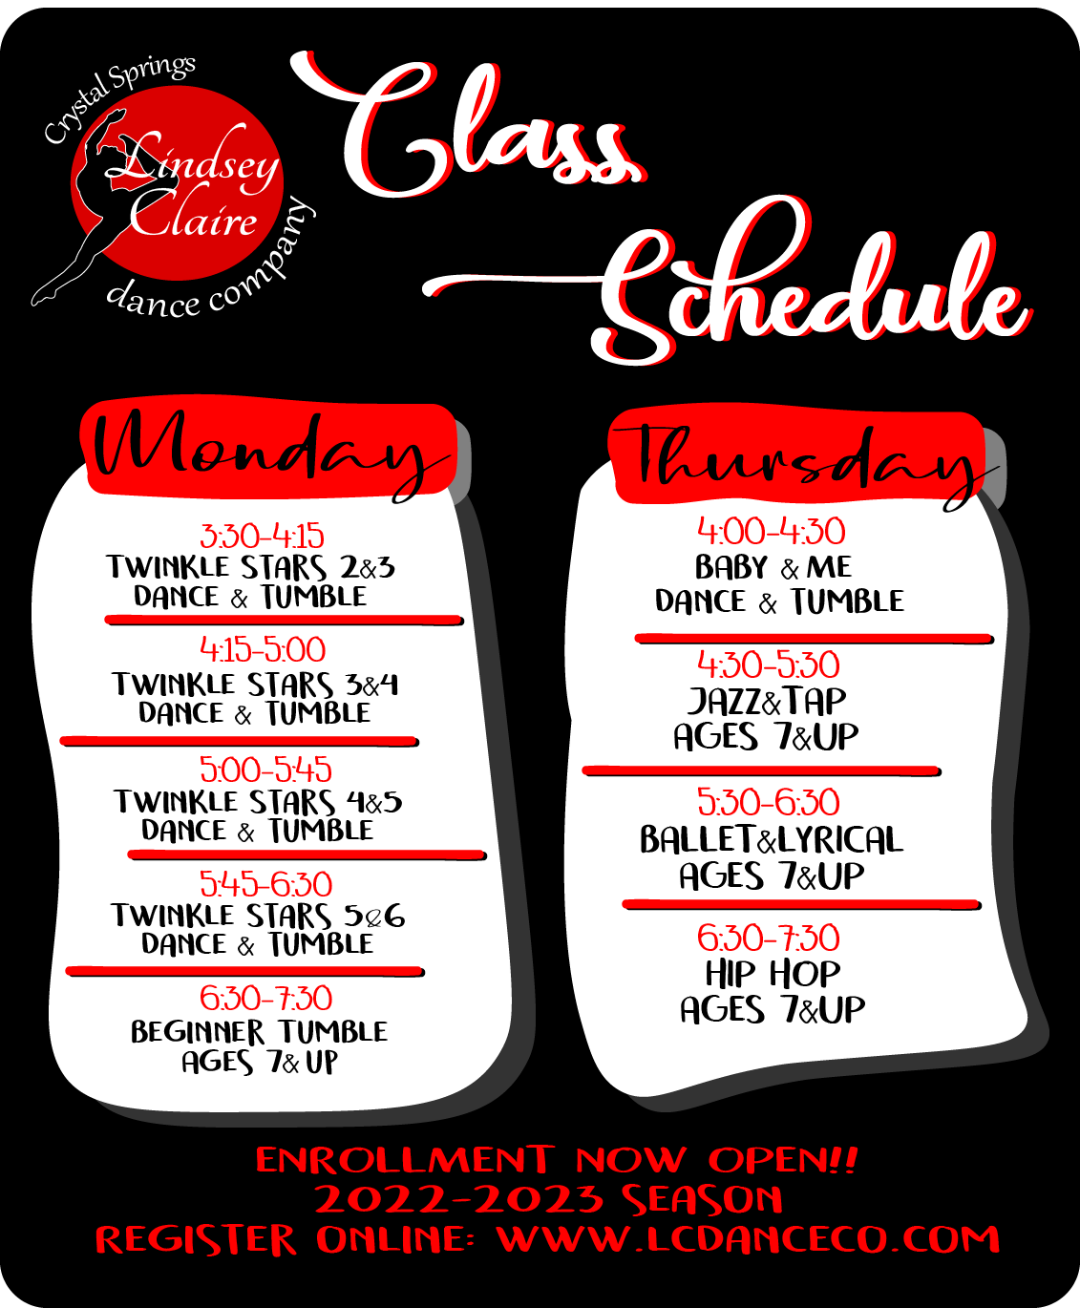 Crystal Springs
Lindsey
Claire
dance company
Class
Schedule
Monday
3:30-4:15
TWINKLE STARS 2&3
DANCE & TUMBLE
4:15-5:00
TWINKLE STARS 3&4
DANCE & TUMBLE
5:00-5:45
TWINKLE STARS 4&5
DANCE & TUMBLE
5:45-6:30
TWINKLE STARS 5&6
DANCE & TUMBLE
6:30-7:30
BEGINNER TUMBLE
AGES 7& UP
Thursday
4:00-4:30
BABY & ME
DANCE & TUMBLE
4:30-5:30
JAZZ&TAP
AGES 7&UP
5:30-6:30
BALLET&LYRICAL
AGES 7&UP
6:30-7:30
HIP HOP
AGES 7&UP
ENROLLMENT NOW OPEN!!
2022-2023 SEASON
REGISTER ONLINE: WWW.LCDANCECO.COM